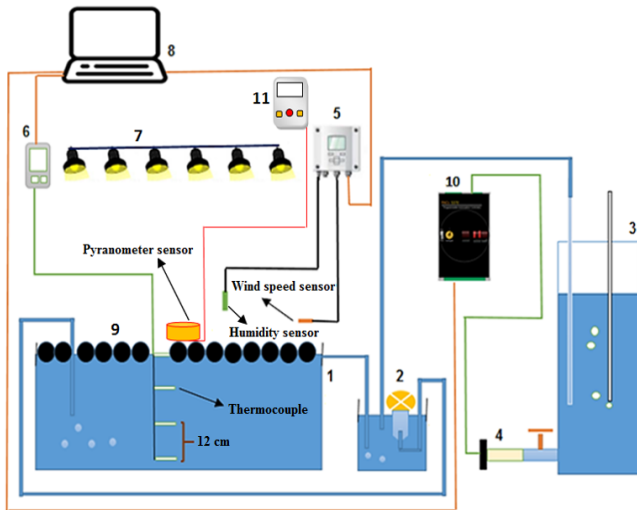 8
11
5
6
7
10
3
Pyranometer sensor
Wind speed sensor
Humidity sensor
9
1
2
Thermocouple
12 cm
4